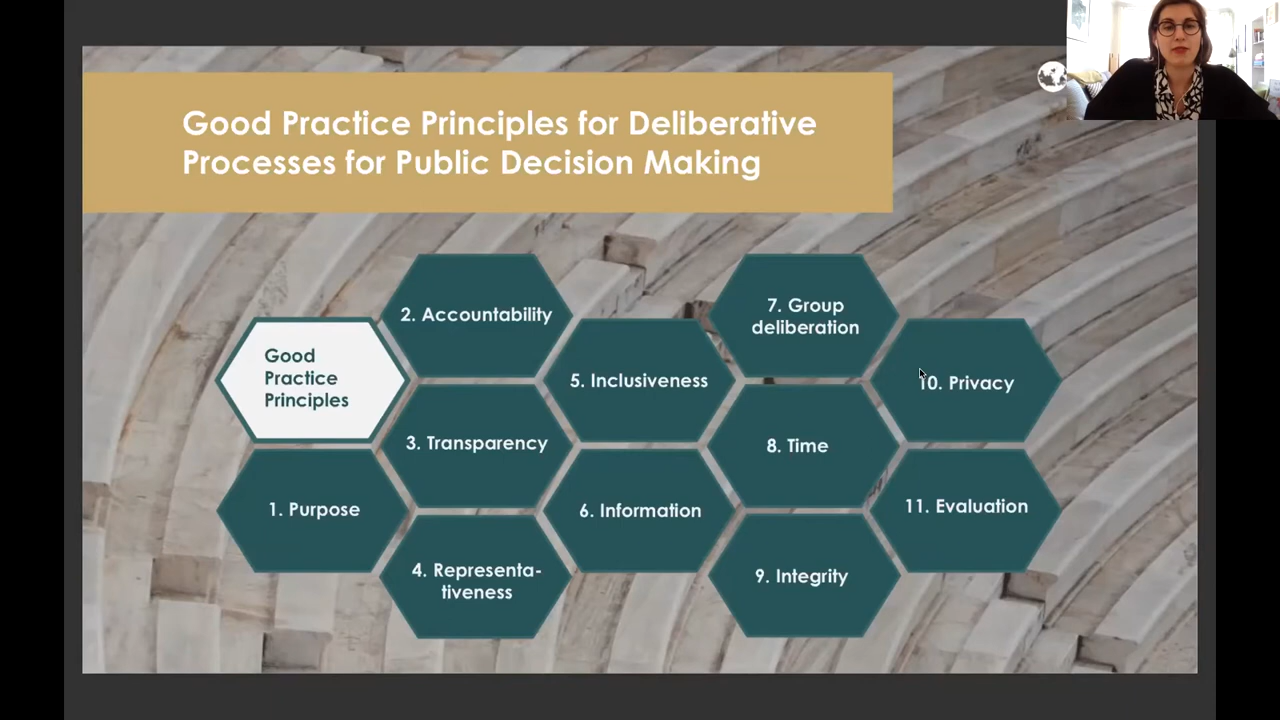 Good Practice Principles for Deliberative
Processes for Public Decision Making
Good
Practice
Principles
1. Purpose
2. Accountability
3. Transparency
4. Representa-
tiveness
5. Inclusiveness
6. Information
7. Group
deliberation
8. Time
9. Integrity
10. Privacy
11. Evaluation